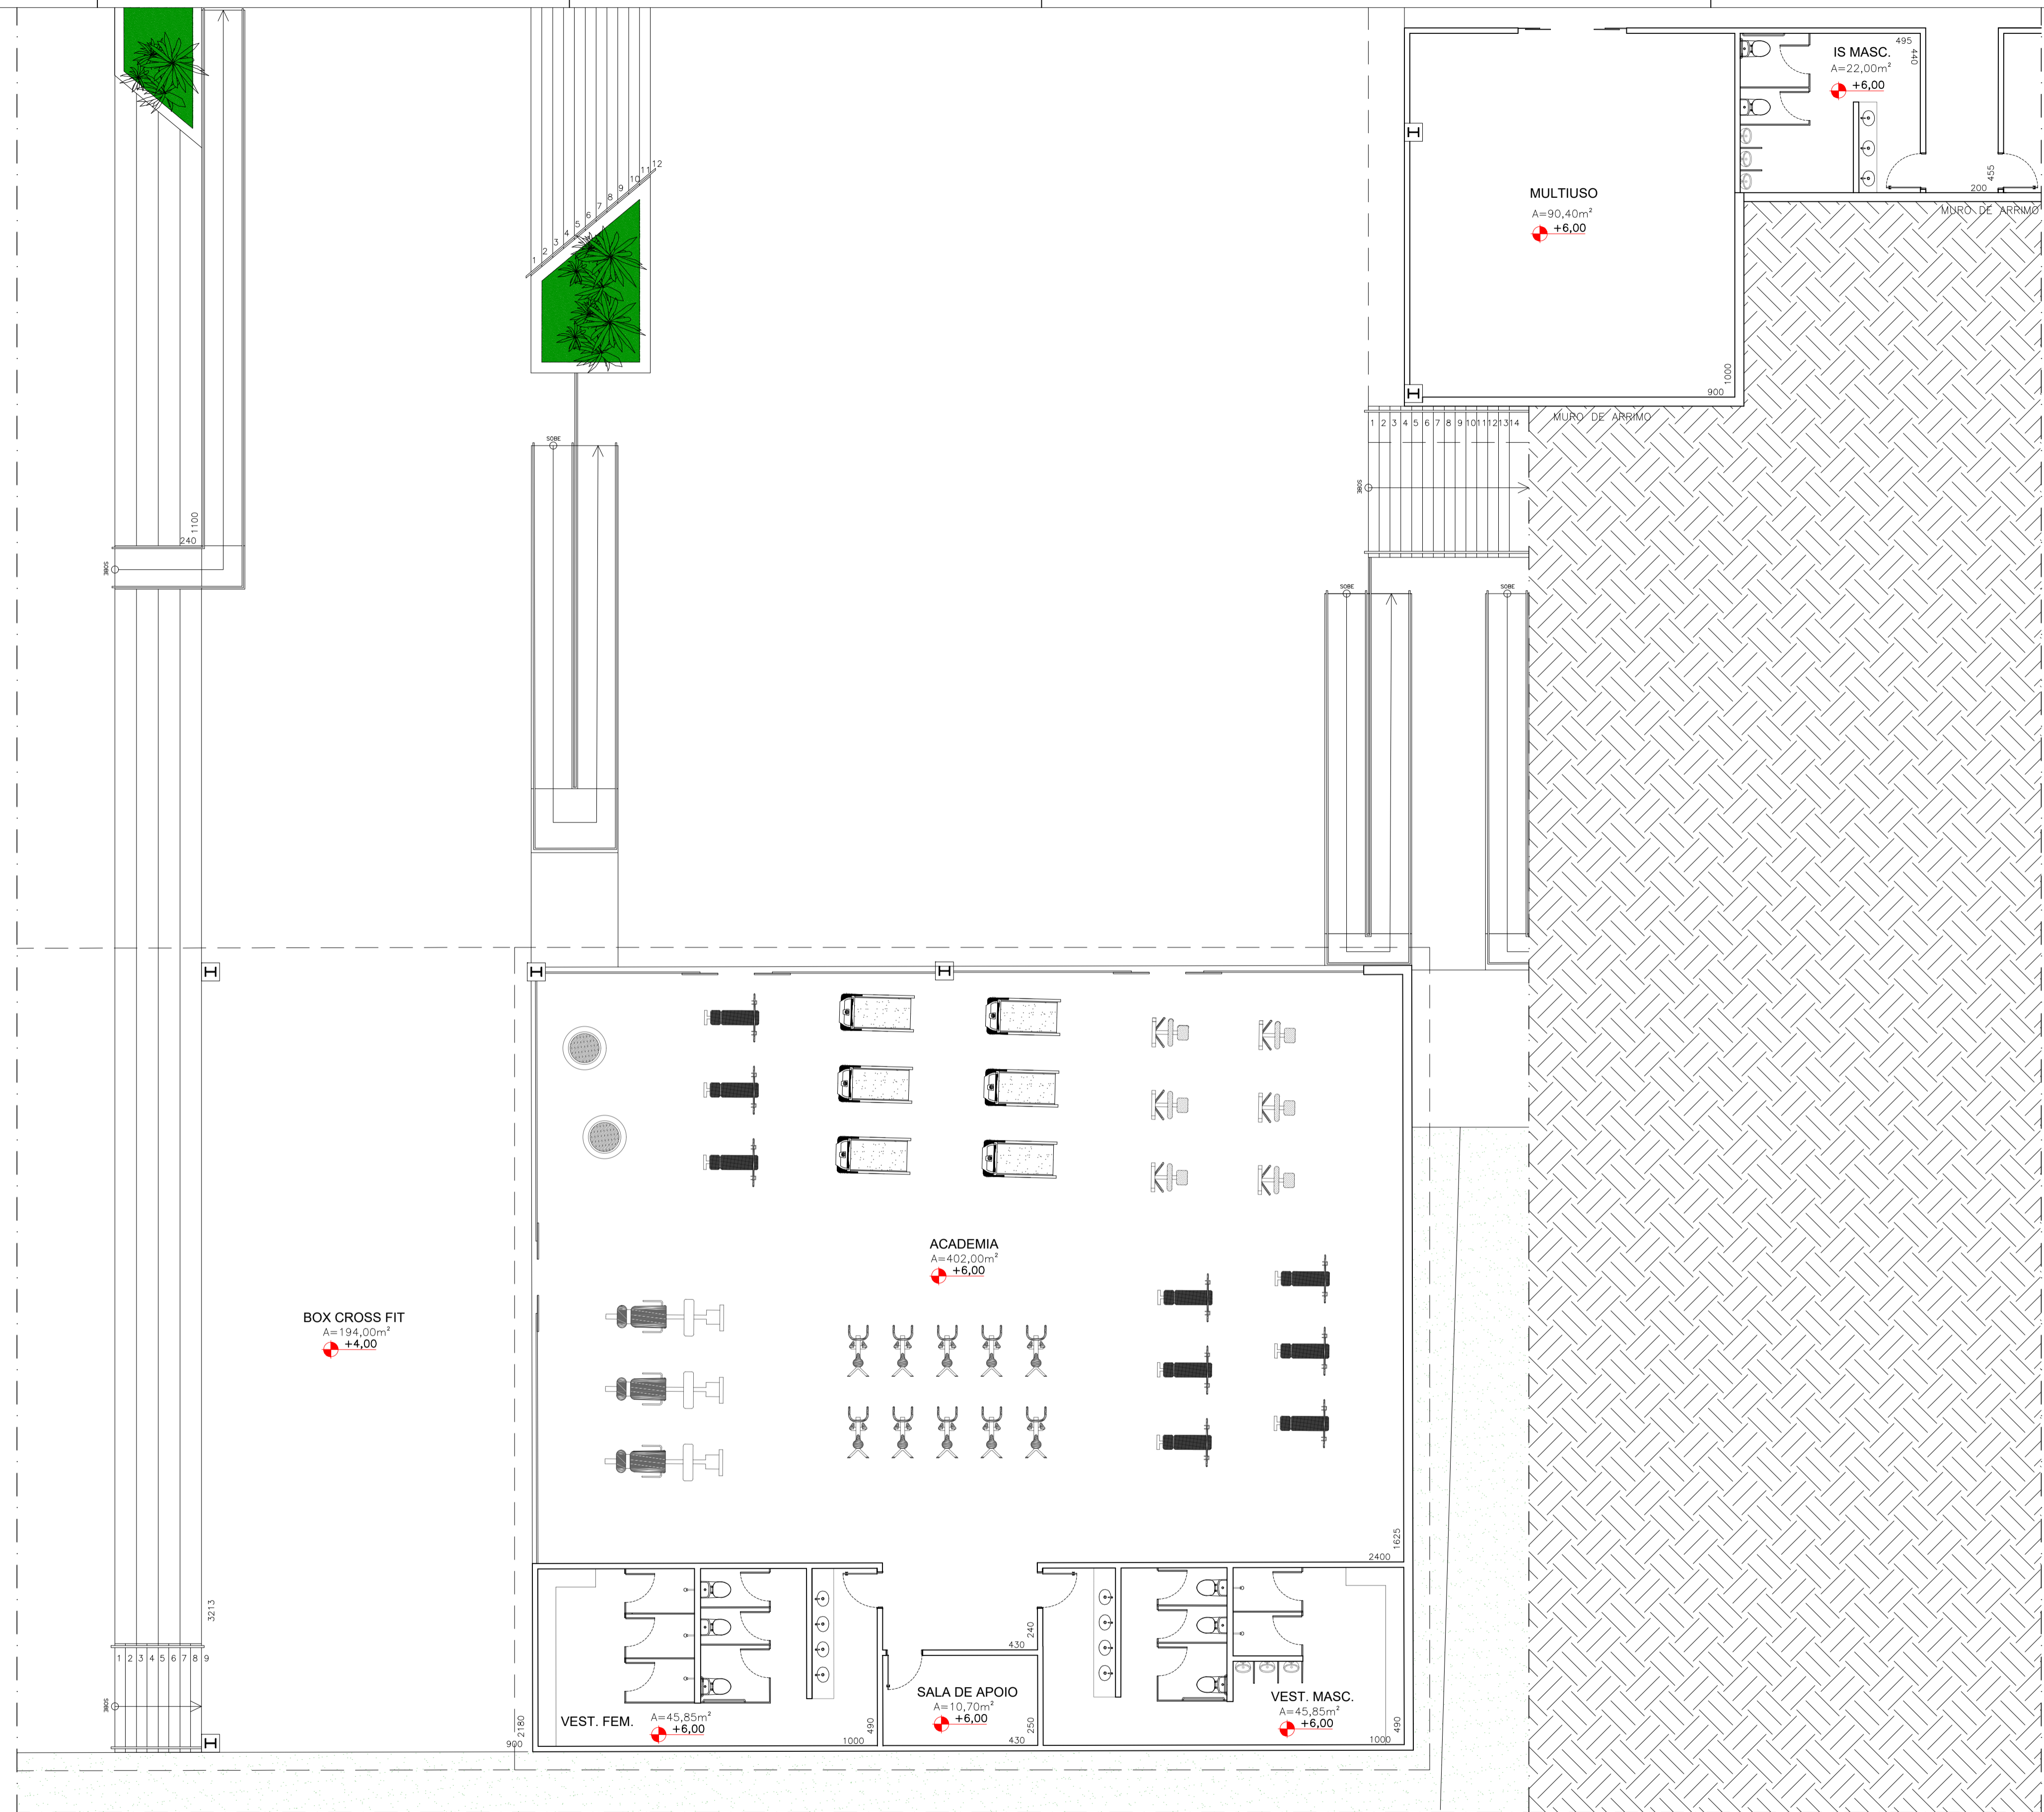 IS MASC.
A=22,00m²
+6,00
495
440
455
200
MURO DE ARRIMO
MULTIUSO
A=90,40m²
+6,00
1000
900
MURO DE ARRIMO
1 2 3 4 5 6 7 8 9 10 11 12
1 2 3 4 5 6 7 8 9 10 11 12 13 14
SOBE
SOBE
1100
240
SOBE
SOBE
SOBE
ACADEMIA
A=402,00m²
+6,00
BOX CROSS FIT
A=194,00m²
+4,00
1625
2400
3213
1 2 3 4 5 6 7 8 9
SOBE
240
430
SALA DE APOIO
A=10,70m²
+6,00
250
430
VEST. FEM.
A=45,85m²
+6,00
490
1000
VEST. MASC.
A=45,85m²
+6,00
490
1000
2180
900